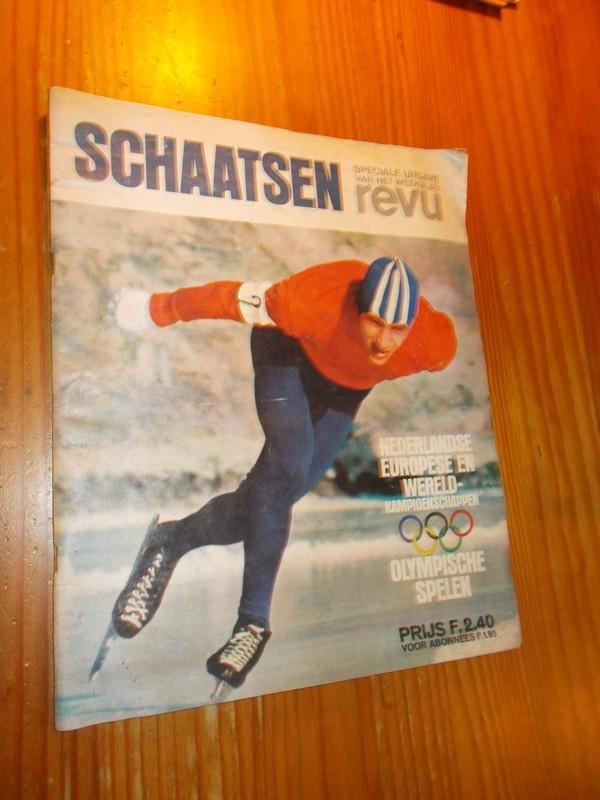 SCHAATSEN
SPECIALE UITGAVE
VAN HET WEEKBLAD
revu
NEDERLANDSE
EUROPESE EN
WERELD-
KAMPIOENSCHAPPEN
OLYMPISCHE
SPELEN
PRIJS F.2.40
VOOR ABONNEES F.1.95